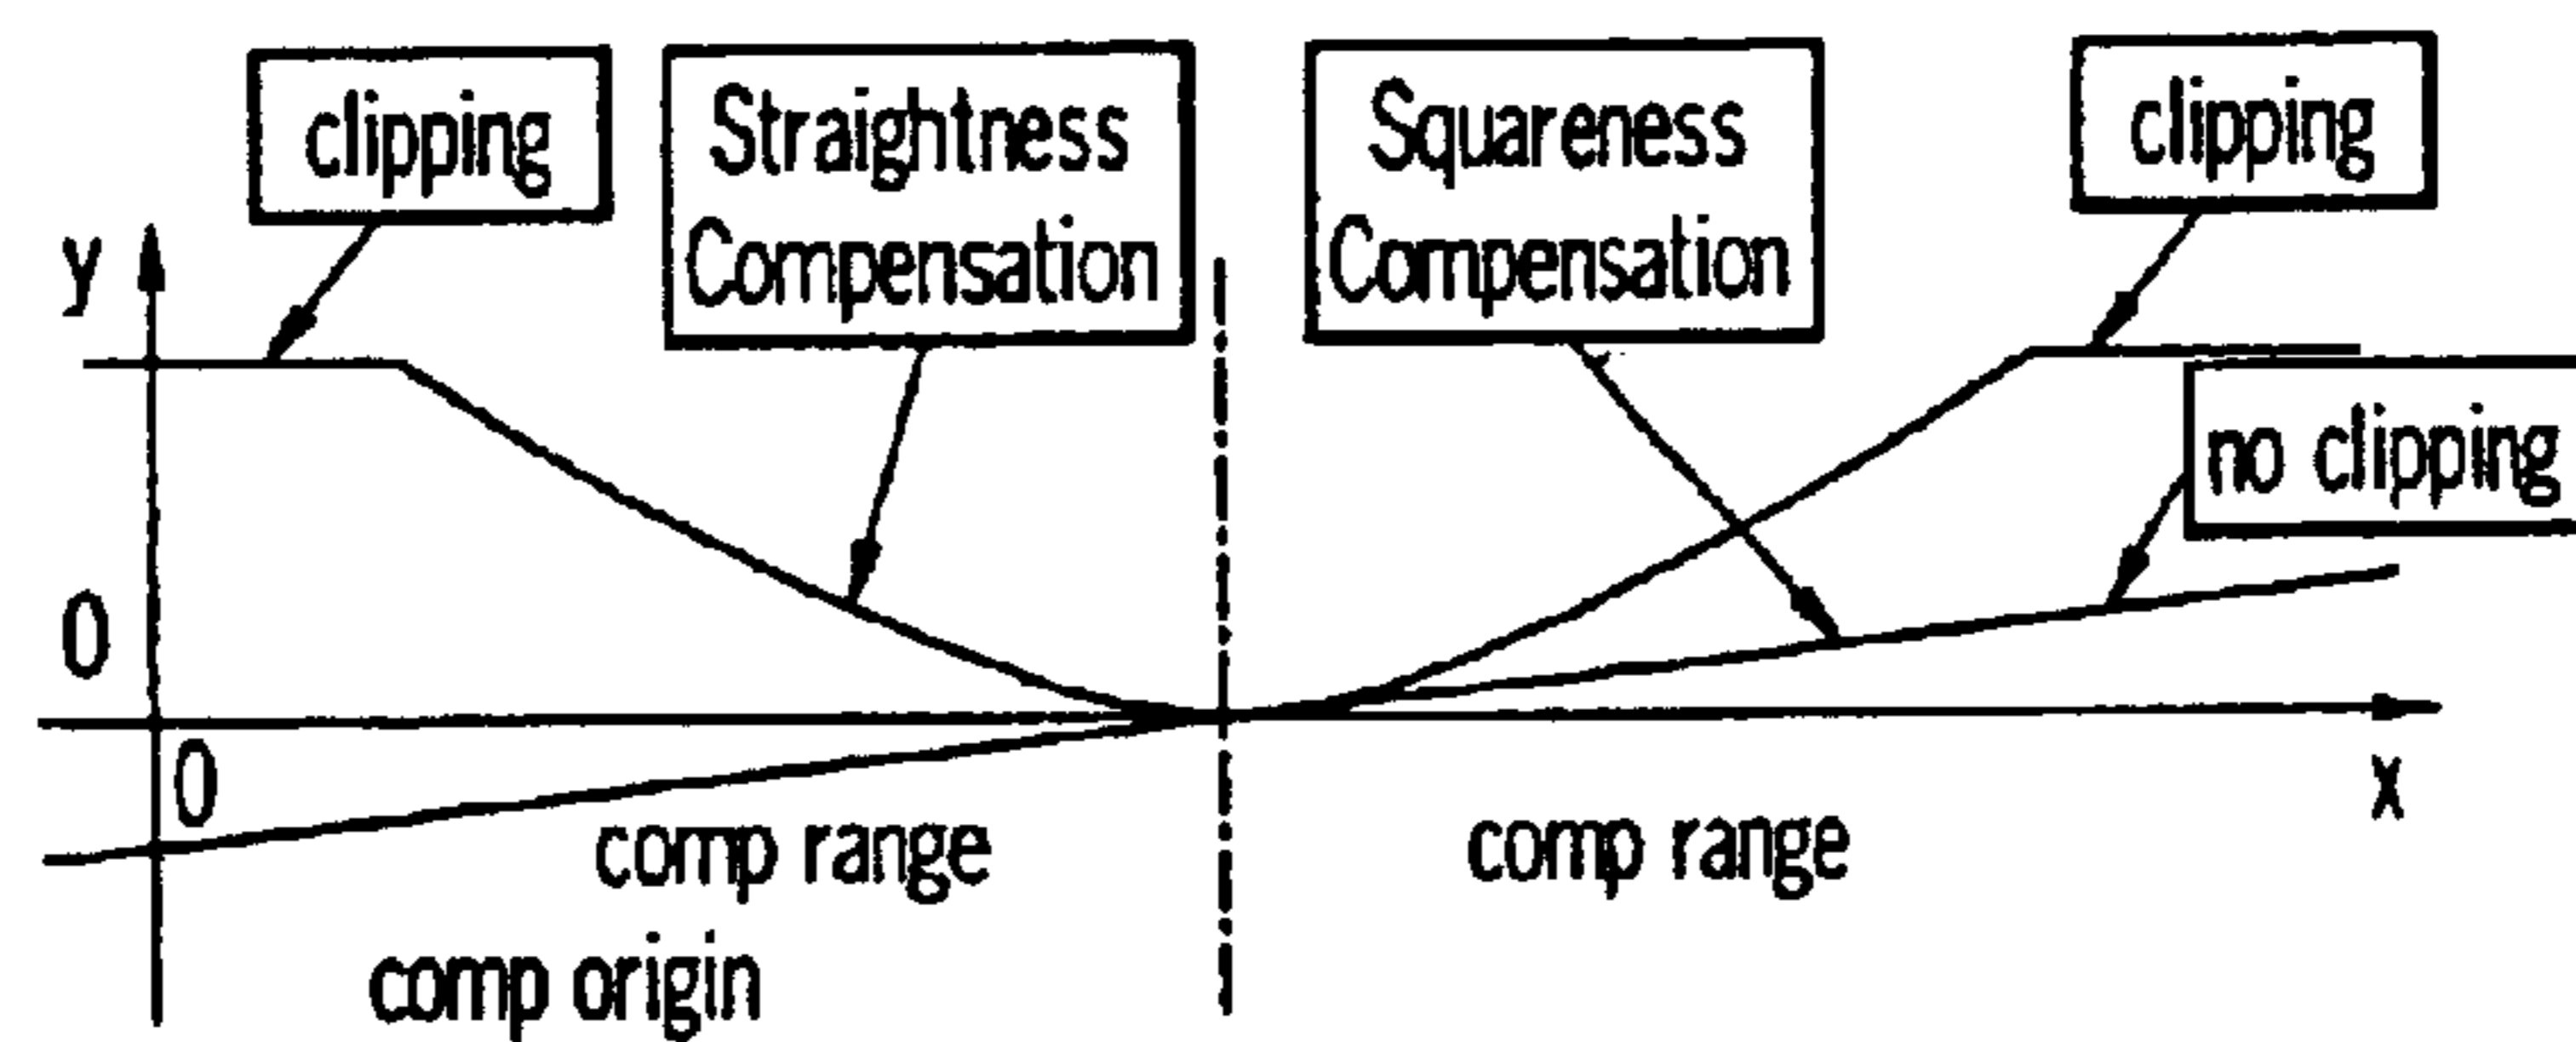 clipping
Straightness
Compensation
Squareness
Compensation
clipping
y
no clipping
0
0
x
comp range
comp range
comp origin